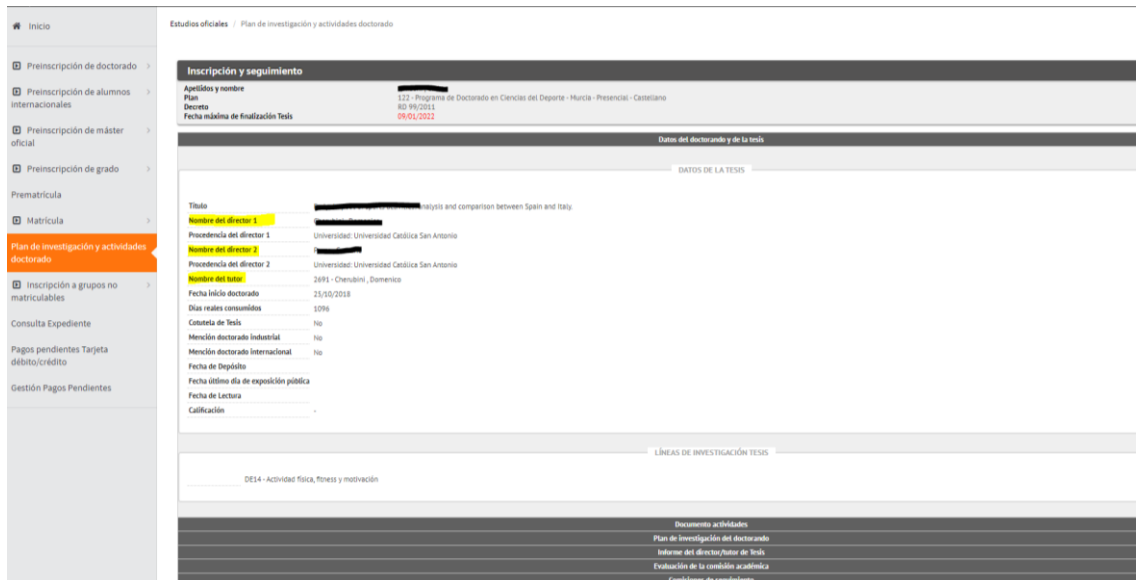 Inicio
Preinscripción de doctorado
Preinscripción de alumnos
internacionales
Preinscripción de máster
oficial
Preinscripción de grado
Prematrícula
Matrícula
Plan de investigación y actividades
doctorado
Inscripción a grupos no
matriculables
Consulta Expediente
Pagos pendientes Tarjeta
débito/crédito
Gestión Pagos Pendientes
Estudios oficiales / Plan de investigación y actividades doctorado
Inscripción y seguimiento
Apellidos y nombre
Plan 122 - Programa de Doctorado en Ciencias del Deporte - Murcia - Presencial - Castellano
Decreto RD 99/2011
Fecha máxima de finalización Tesis 09/01/2022
Datos del doctorando y de la tesis
DATOS DE LA TESIS
Título analysis and comparison between Spain and Italy.
Nombre del director 1
Procedencia del director 1 Universidad: Universidad Católica San Antonio
Nombre del director 2
Procedencia del director 2 Universidad: Universidad Católica San Antonio
Nombre del tutor 2691 - Cherubini , Domenico
Fecha inicio doctorado 25/10/2018
Días reales consumidos 1096
Cotutela de Tesis No
Mención doctorado industrial No
Mención doctorado internacional No
Fecha de Depósito
Fecha último día de exposición pública
Fecha de Lectura
Calificación -
LÍNEAS DE INVESTIGACIÓN TESIS
DE14 - Actividad física, fitness y motivación
Documento actividades
Plan de investigación del doctorando
Informe del director/tutor de Tesis
Evaluación de la comisión académica
Comisiones de seguimiento